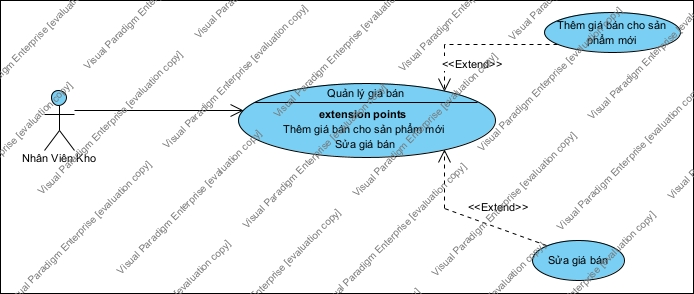 Thêm giá bán cho sản
phẩm mới
<<Extend>>
Quản lý giá bán
extension points
Thêm giá bán cho sản phẩm mới
Sửa giá bán
Nhân Viên Kho
<<Extend>>
Sửa giá bán
Visual Paradigm Enterprise [evaluation copy]